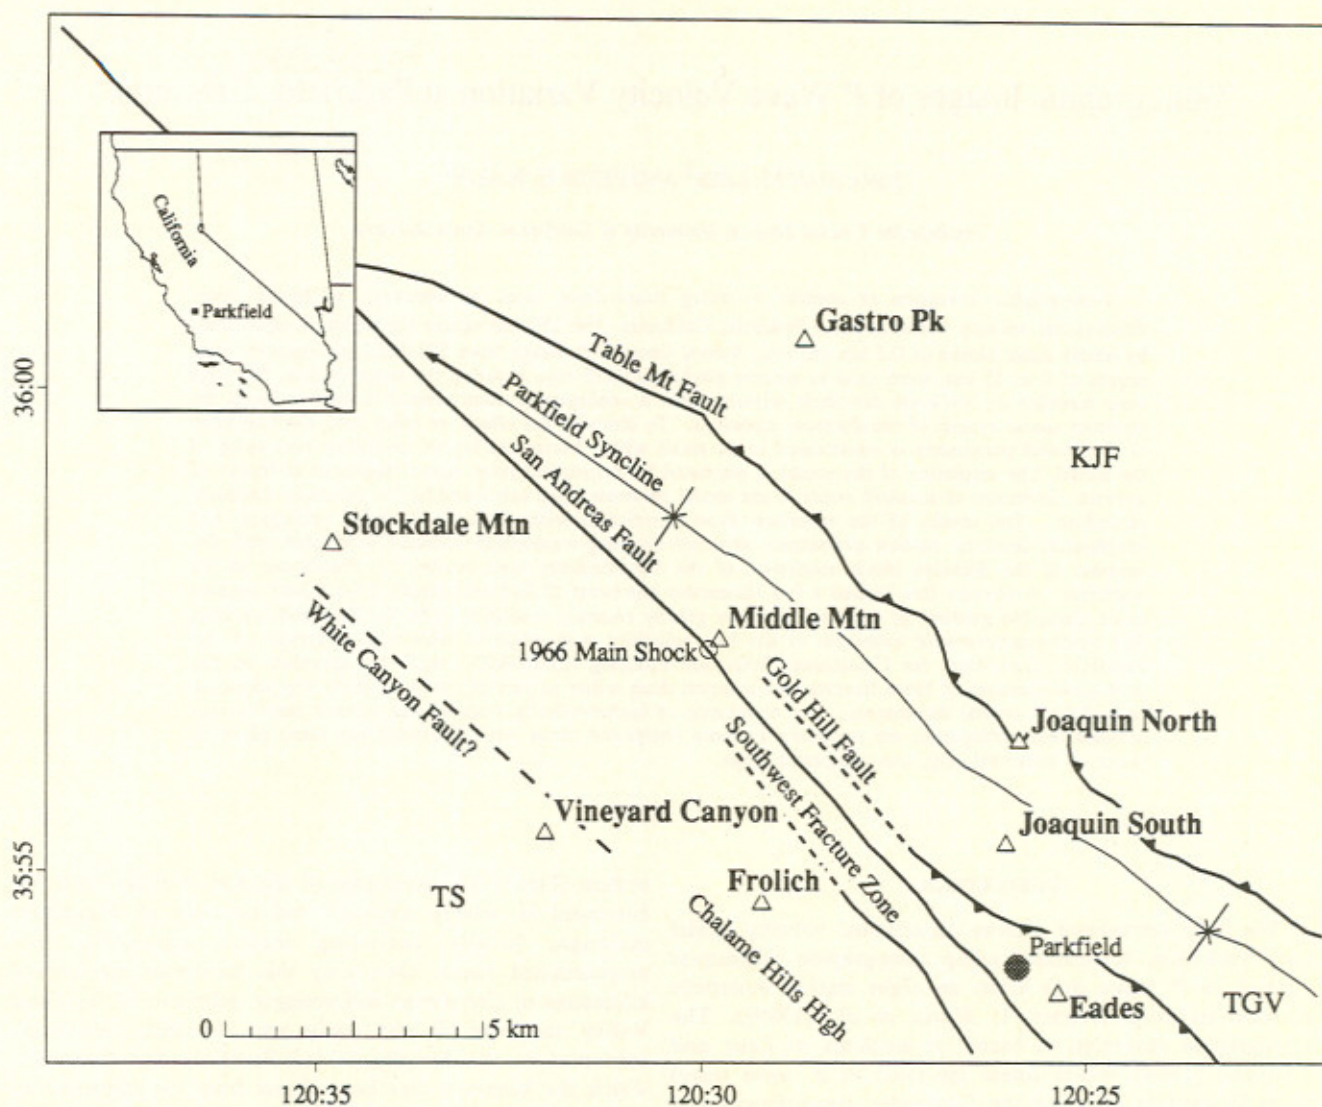 California
Parkfield
Gastro Pk
Table Mt Fault
KJF
Parkfield Syncline
San Andreas Fault
Stockdale Mtn
Middle Mtn
1966 Main Shock
White Canyon Fault?
Gold Hill Fault
Joaquin North
Southwest Fracture Zone
Vineyard Canyon
Joaquin South
Frolich
TS
Chalame Hills High
Parkfield
Eades
TGV
0
5 km
36:00
35:55
120:35
120:30
120:25